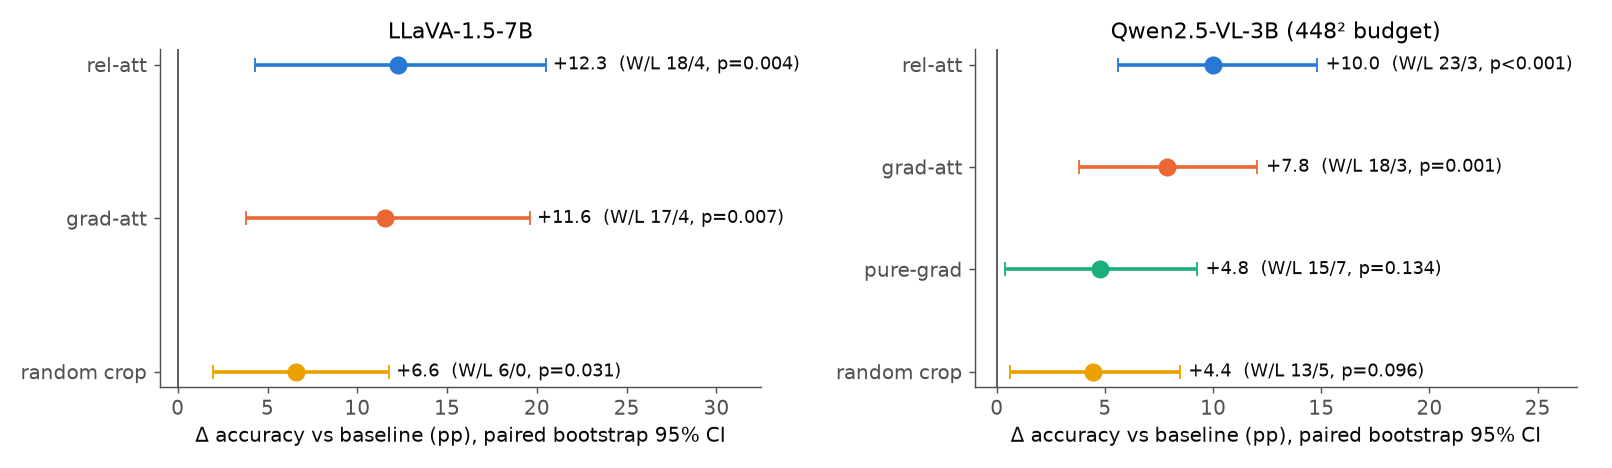 LLaVA-1.5-7B
rel-att
+12.3 (W/L 18/4, p=0.004)
grad-att
+11.6 (W/L 17/4, p=0.007)
random crop
+6.6 (W/L 6/0, p=0.031)
0 5 10 15 20 25 30
Δ accuracy vs baseline (pp), paired bootstrap 95% CI
Qwen2.5-VL-3B (448² budget)
rel-att
+10.0 (W/L 23/3, p<0.001)
grad-att
+7.8 (W/L 18/3, p=0.001)
pure-grad
+4.8 (W/L 15/7, p=0.134)
random crop
+4.4 (W/L 13/5, p=0.096)
0 5 10 15 20 25
Δ accuracy vs baseline (pp), paired bootstrap 95% CI